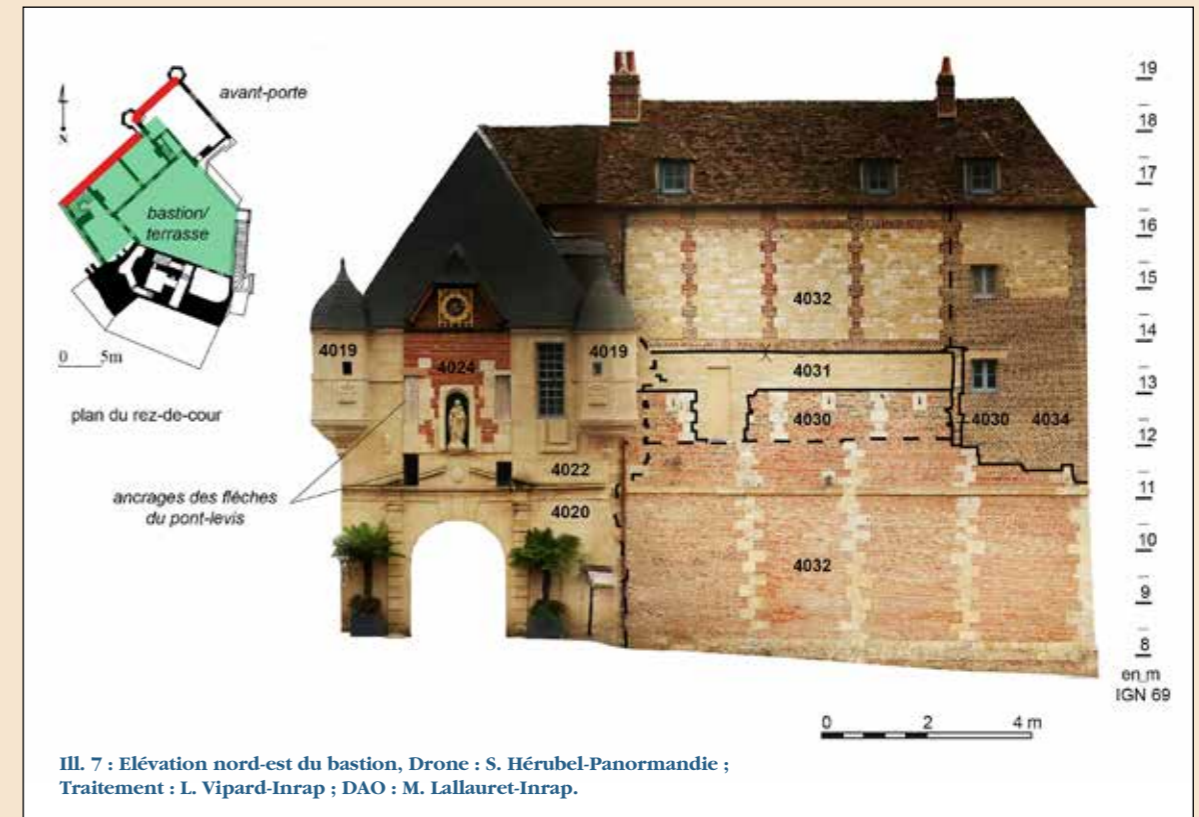 avant-porte
N
bastion/
terrasse
0 5m
plan du rez-de-cour
ancrages des flèches
du pont-levis
4019
4024
4019
4022
4020
4032
4031
4030
4030
4034
4032
19
18
17
16
15
14
13
12
11
10
9
8
en m
IGN 69
0 2 4 m
Ill. 7 : Elévation nord-est du bastion, Drone : S. Hérubel-Panormandie ;
Traitement : L. Vipard-Inrap ; DAO : M. Lallauret-Inrap.